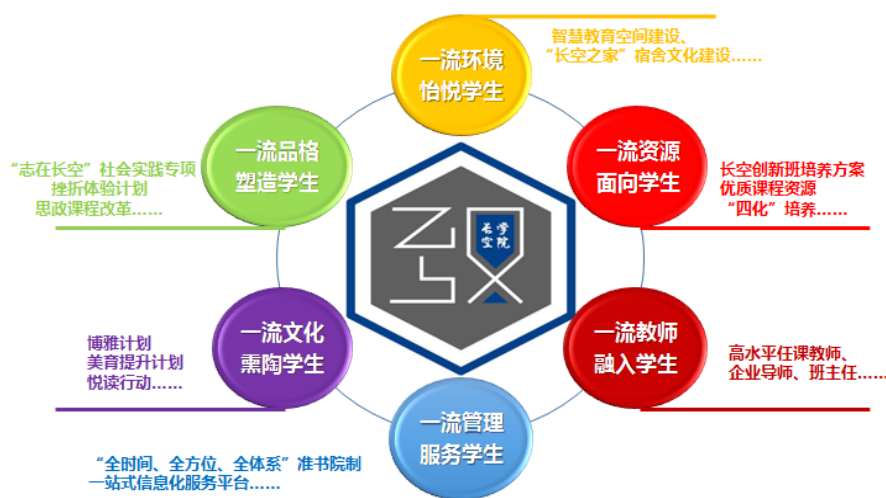 一流环境
怡悦学生
智慧教育空间建设、
“长空之家”宿舍文化建设……
一流品格
塑造学生
“志在长空”社会实践专项
挫折体验计划
思政课程改革……
一流资源
面向学生
长空创新班培养方案
优质课程资源
“四化”培养……
长空
学院
一流文化
熏陶学生
博雅计划
美育提升计划
悦读行动……
一流教师
融入学生
高水平任课教师、
企业导师、班主任……
一流管理
服务学生
“全时间、全方位、全体系”准书院制
一站式信息化服务平台……